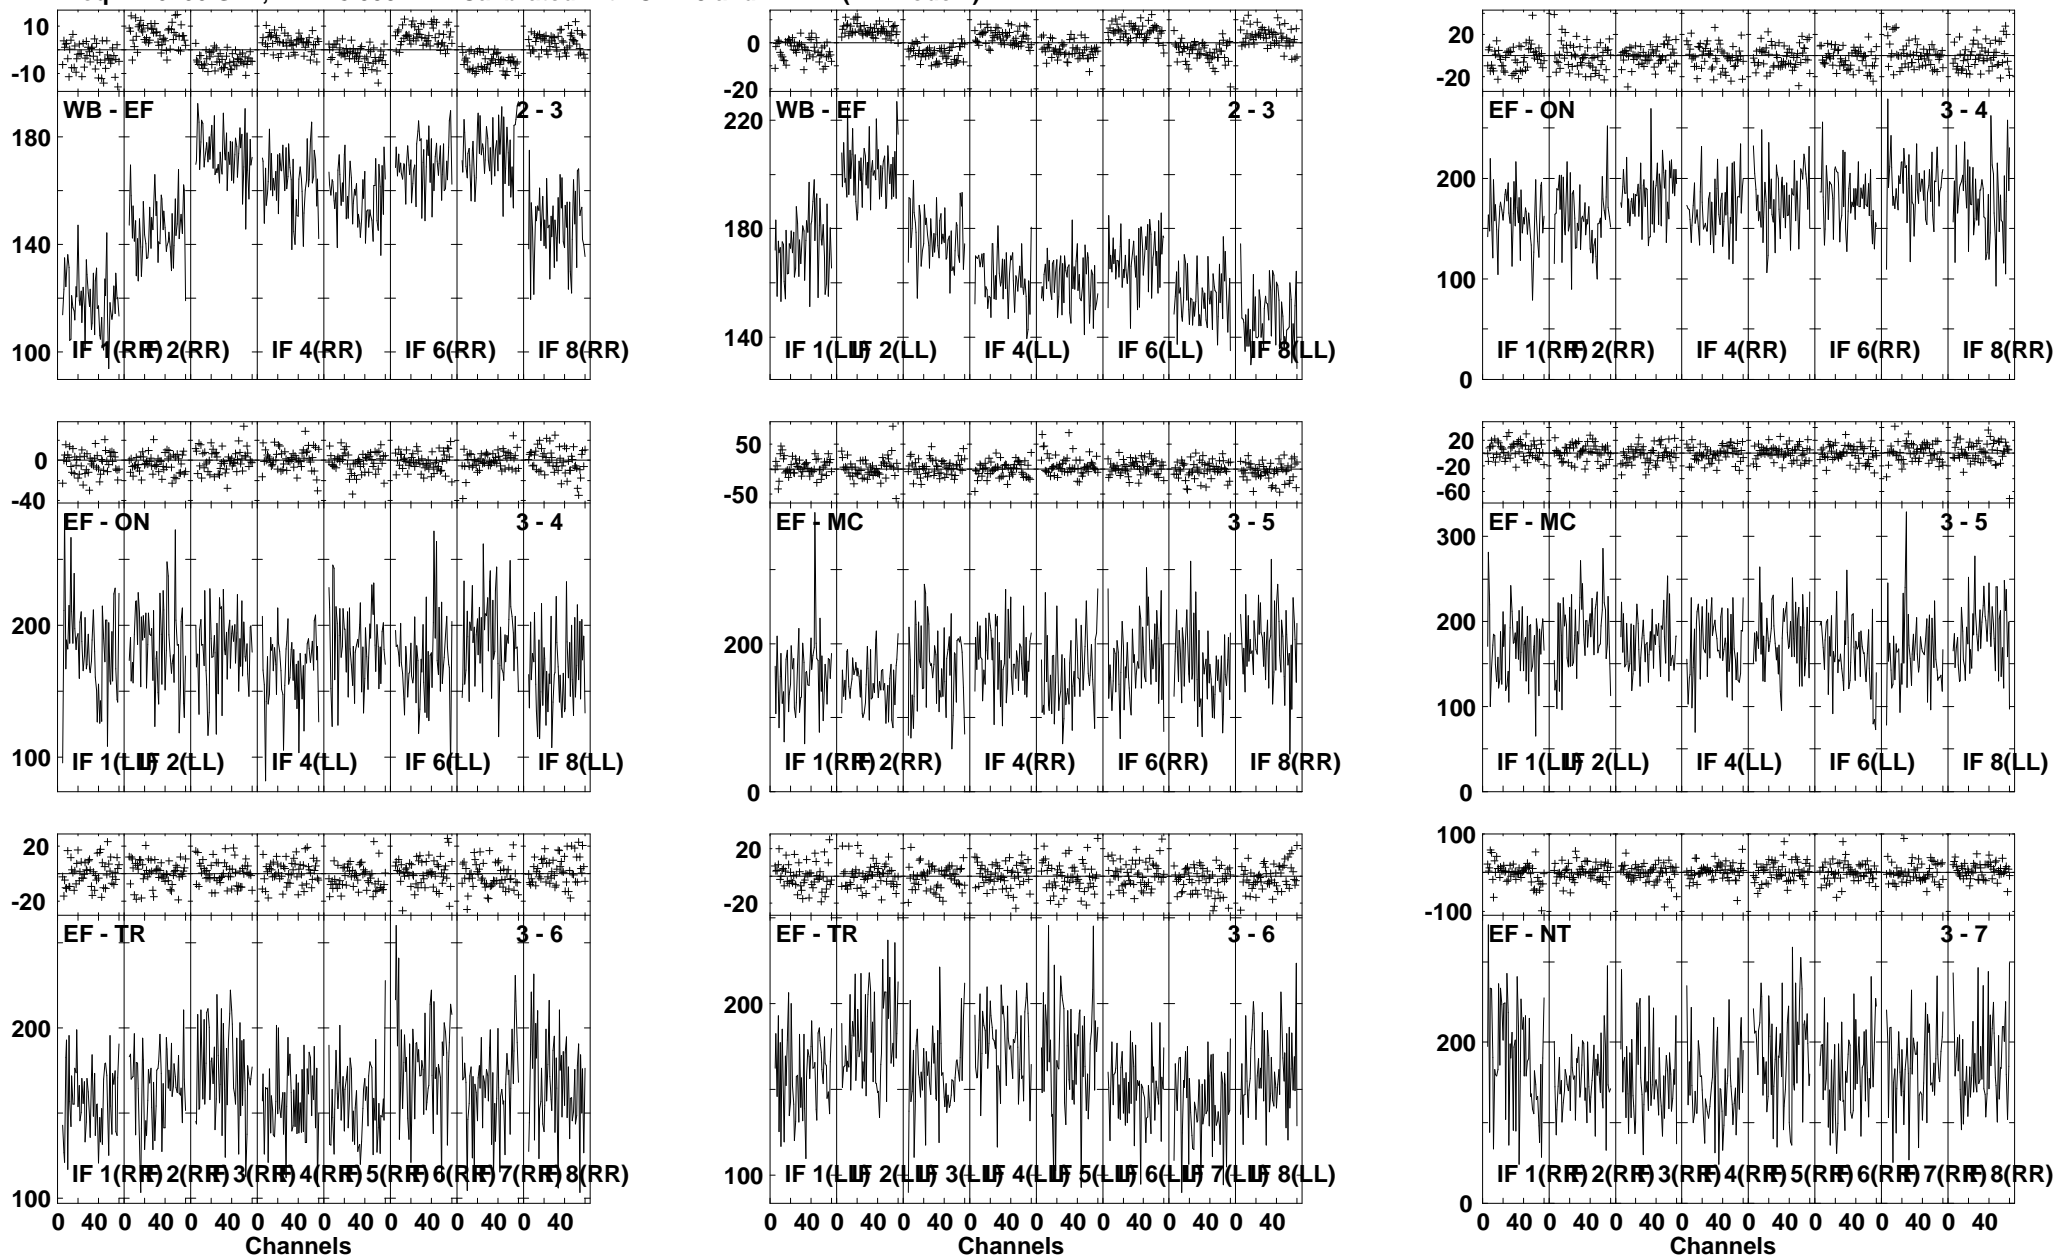 10
-10
WB - EF
2 - 3
180
140
100
IF 1(RR)
IF 2(RR)
IF 4(RR)
IF 6(RR)
IF 8(RR)
0
-20
WB - EF
2 - 3
220
180
140
IF 1(LL)
IF 2(LL)
IF 4(LL)
IF 6(LL)
IF 8(LL)
20
-20
EF - ON
3 - 4
200
100
0
IF 1(RR)
IF 2(RR)
IF 4(RR)
IF 6(RR)
IF 8(RR)
0
-40
EF - ON
3 - 4
200
100
IF 1(LL)
IF 2(LL)
IF 4(LL)
IF 6(LL)
IF 8(LL)
50
-50
EF - MC
3 - 5
200
0
IF 1(RR)
IF 2(RR)
IF 4(RR)
IF 6(RR)
IF 8(RR)
20
-20
-60
EF - MC
3 - 5
300
200
100
0
IF 1(LL)
IF 2(LL)
IF 4(LL)
IF 6(LL)
IF 8(LL)
20
-20
EF - TR
3 - 6
200
100
IF 1(RR)
IF 2(RR)
IF 3(RR)
IF 4(RR)
IF 5(RR)
IF 6(RR)
IF 7(RR)
IF 8(RR)
0 40 0 40 0 40 0 40 0 40 0 40 0 40 0 40
Channels
20
-20
EF - TR
3 - 6
200
100
IF 1(LL)
IF 2(LL)
IF 3(LL)
IF 4(LL)
IF 5(LL)
IF 6(LL)
IF 7(LL)
IF 8(LL)
0 40 0 40 0 40 0 40 0 40 0 40 0 40 0 40
Channels
100
-100
EF - NT
3 - 7
200
0
IF 1(RR)
IF 2(RR)
IF 3(RR)
IF 4(RR)
IF 5(RR)
IF 6(RR)
IF 7(RR)
IF 8(RR)
0 40 0 40 0 40 0 40 0 40 0 40 0 40 0 40
Channels